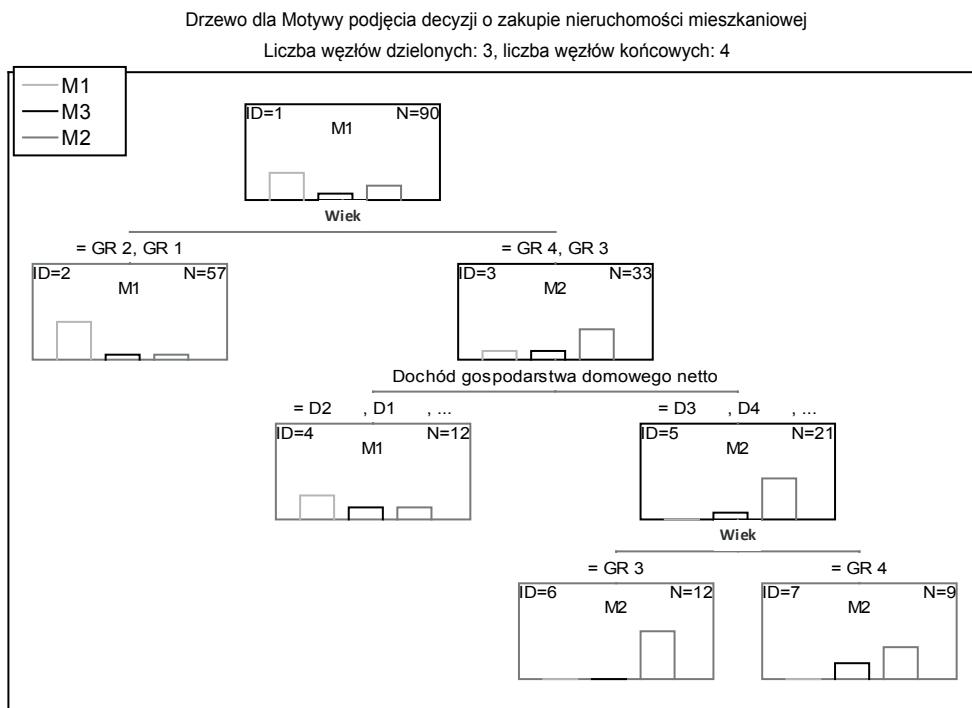 Drzewo dla Motywy podjęcia decyzji o zakupie nieruchomości mieszkaniowej
Liczba węzłów dzielonych: 3, liczba węzłów końcowych: 4
M1
M3
M2
ID=1 N=90
M1
Wiek
= GR 2, GR 1 = GR 4, GR 3
ID=2 N=57 ID=3 N=33
M1 M2
Dochód gospodarstwa domowego netto
= D2 , D1 , ... = D3 , D4 , ...
ID=4 N=12 ID=5 N=21
M1 M2
Wiek
= GR 3 = GR 4
ID=6 N=12 ID=7 N=9
M2 M2